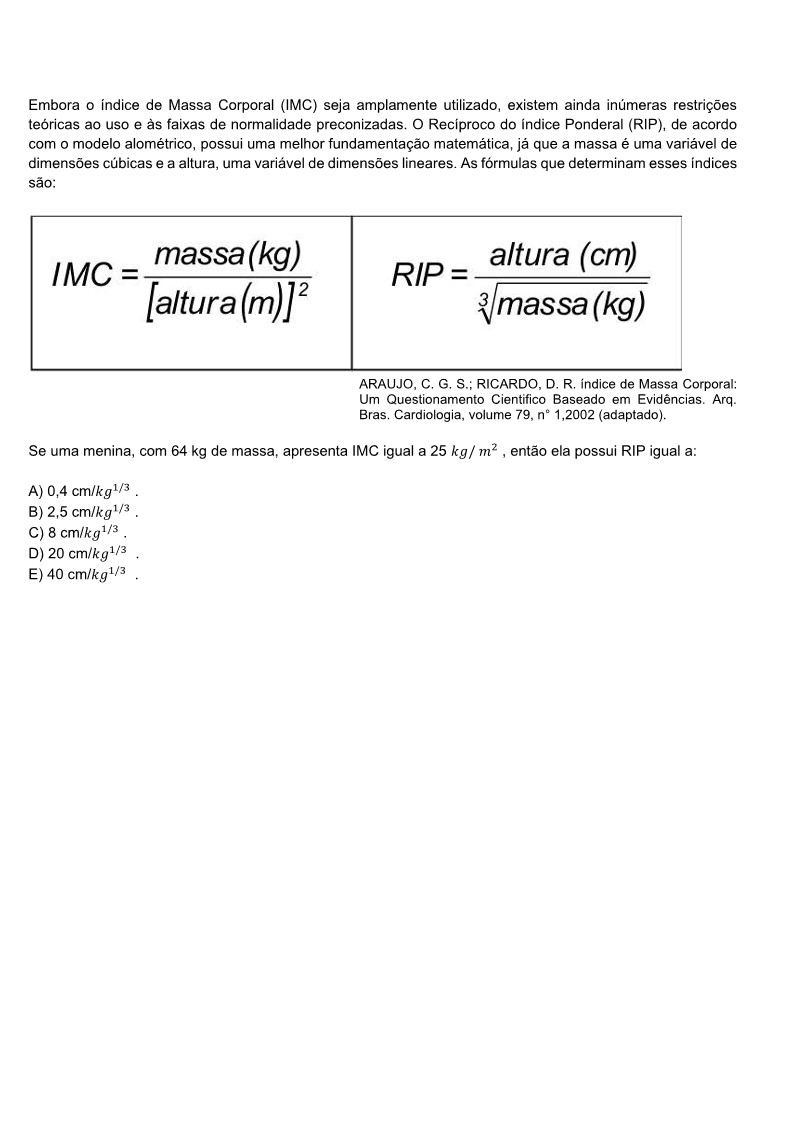 Embora o índice de Massa Corporal (IMC) seja amplamente utilizado, existem ainda inúmeras restrições
teóricas ao uso e às faixas de normalidade preconizadas. O Recíproco do índice Ponderal (RIP), de acordo
com o modelo alométrico, possui uma melhor fundamentação matemática, já que a massa é uma variável de
dimensões cúbicas e a altura, uma variável de dimensões lineares. As fórmulas que determinam esses índices
são:
IMC = massa(kg) / [altura(m)]²
RIP = altura (cm) / ∛massa(kg)
ARAUJO, C. G. S.; RICARDO, D. R. índice de Massa Corporal:
Um Questionamento Cientifico Baseado em Evidências. Arq.
Bras. Cardiologia, volume 79, n° 1,2002 (adaptado).
Se uma menina, com 64 kg de massa, apresenta IMC igual a 25 kg/ m² , então ela possui RIP igual a:
A) 0,4 cm/kg^1/3 .
B) 2,5 cm/kg^1/3 .
C) 8 cm/kg^1/3 .
D) 20 cm/kg^1/3 .
E) 40 cm/kg^1/3 .